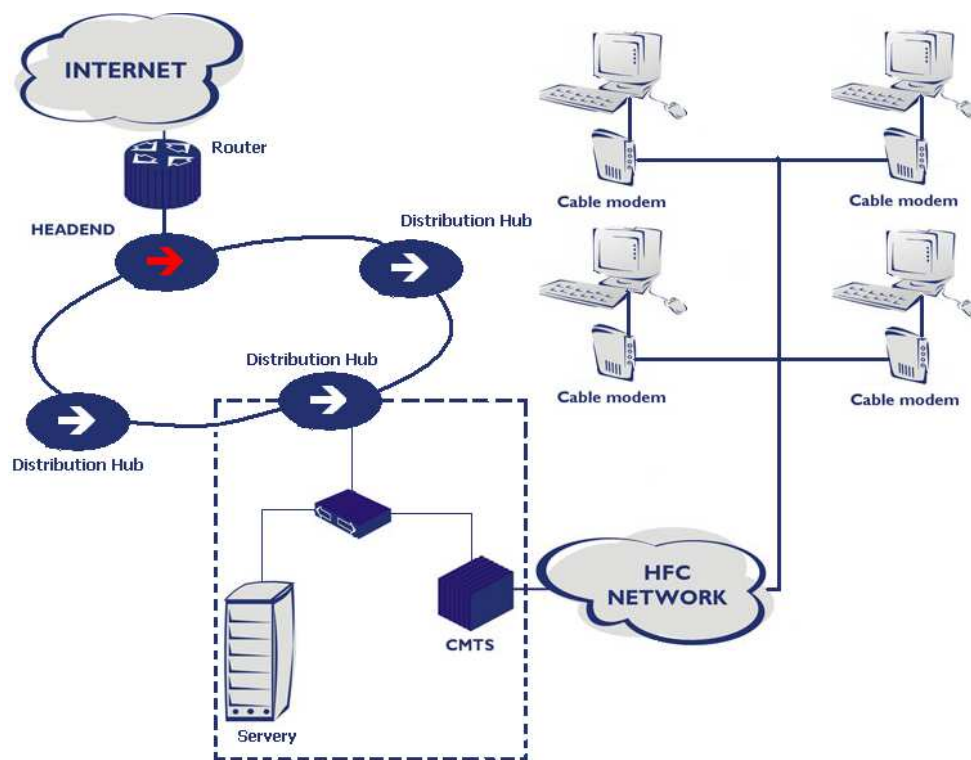 INTERNET
Router
HEADEND
Distribution Hub
Distribution Hub
Distribution Hub
Servery
CMTS
HFC
NETWORK
Cable modem
Cable modem
Cable modem
Cable modem